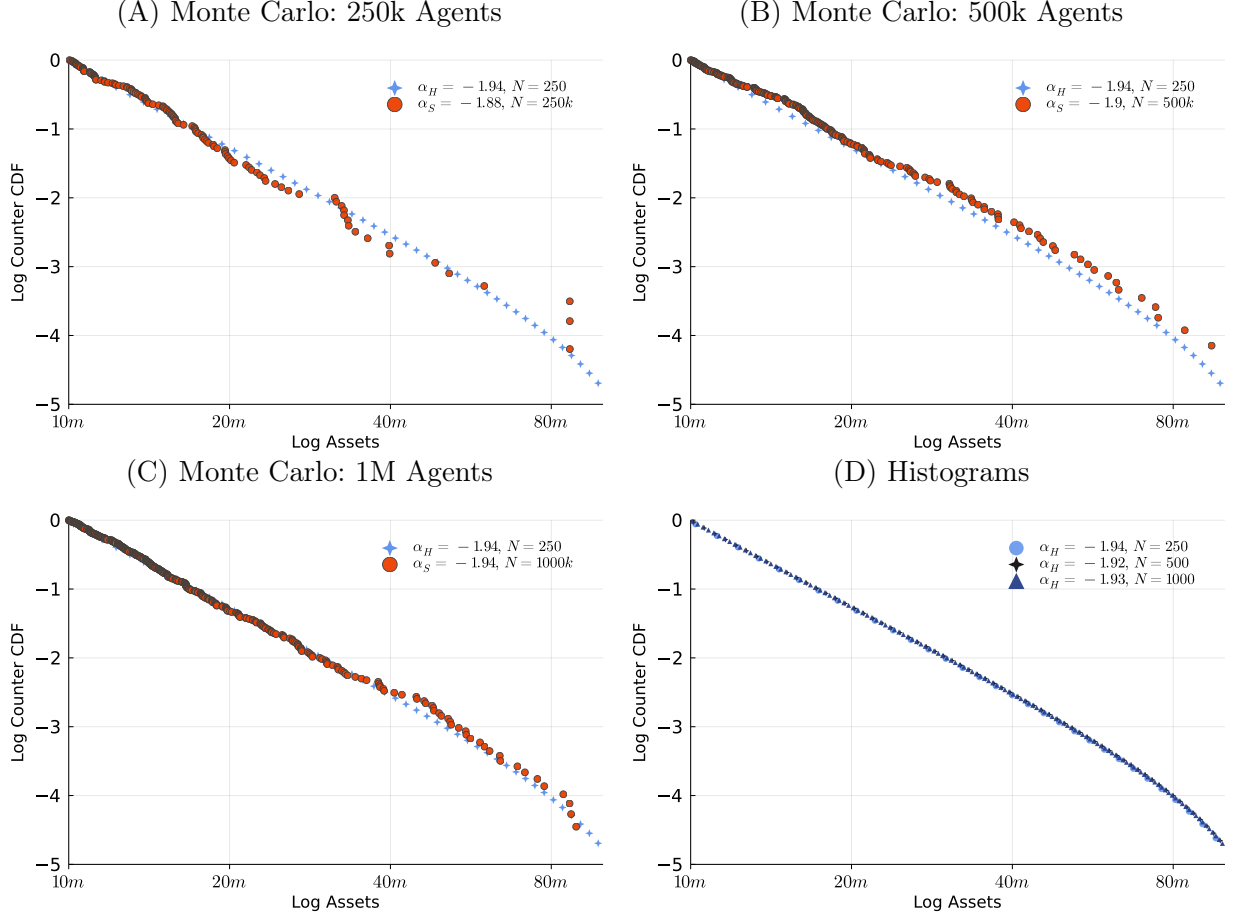 (A) Monte Carlo: 250k Agents
0
−1
−2
−3
−4
−5
Log Counter CDF
α_H = −1.94, N = 250
α_S = −1.88, N = 250k
10m 20m 40m 80m
Log Assets
(B) Monte Carlo: 500k Agents
0
−1
−2
−3
−4
−5
Log Counter CDF
α_H = −1.94, N = 250
α_S = −1.9, N = 500k
10m 20m 40m 80m
Log Assets
(C) Monte Carlo: 1M Agents
0
−1
−2
−3
−4
−5
Log Counter CDF
α_H = −1.94, N = 250
α_S = −1.94, N = 1000k
10m 20m 40m 80m
Log Assets
(D) Histograms
0
−1
−2
−3
−4
−5
Log Counter CDF
α_H = −1.94, N = 250
α_H = −1.92, N = 500
α_H = −1.93, N = 1000
10m 20m 40m 80m
Log Assets